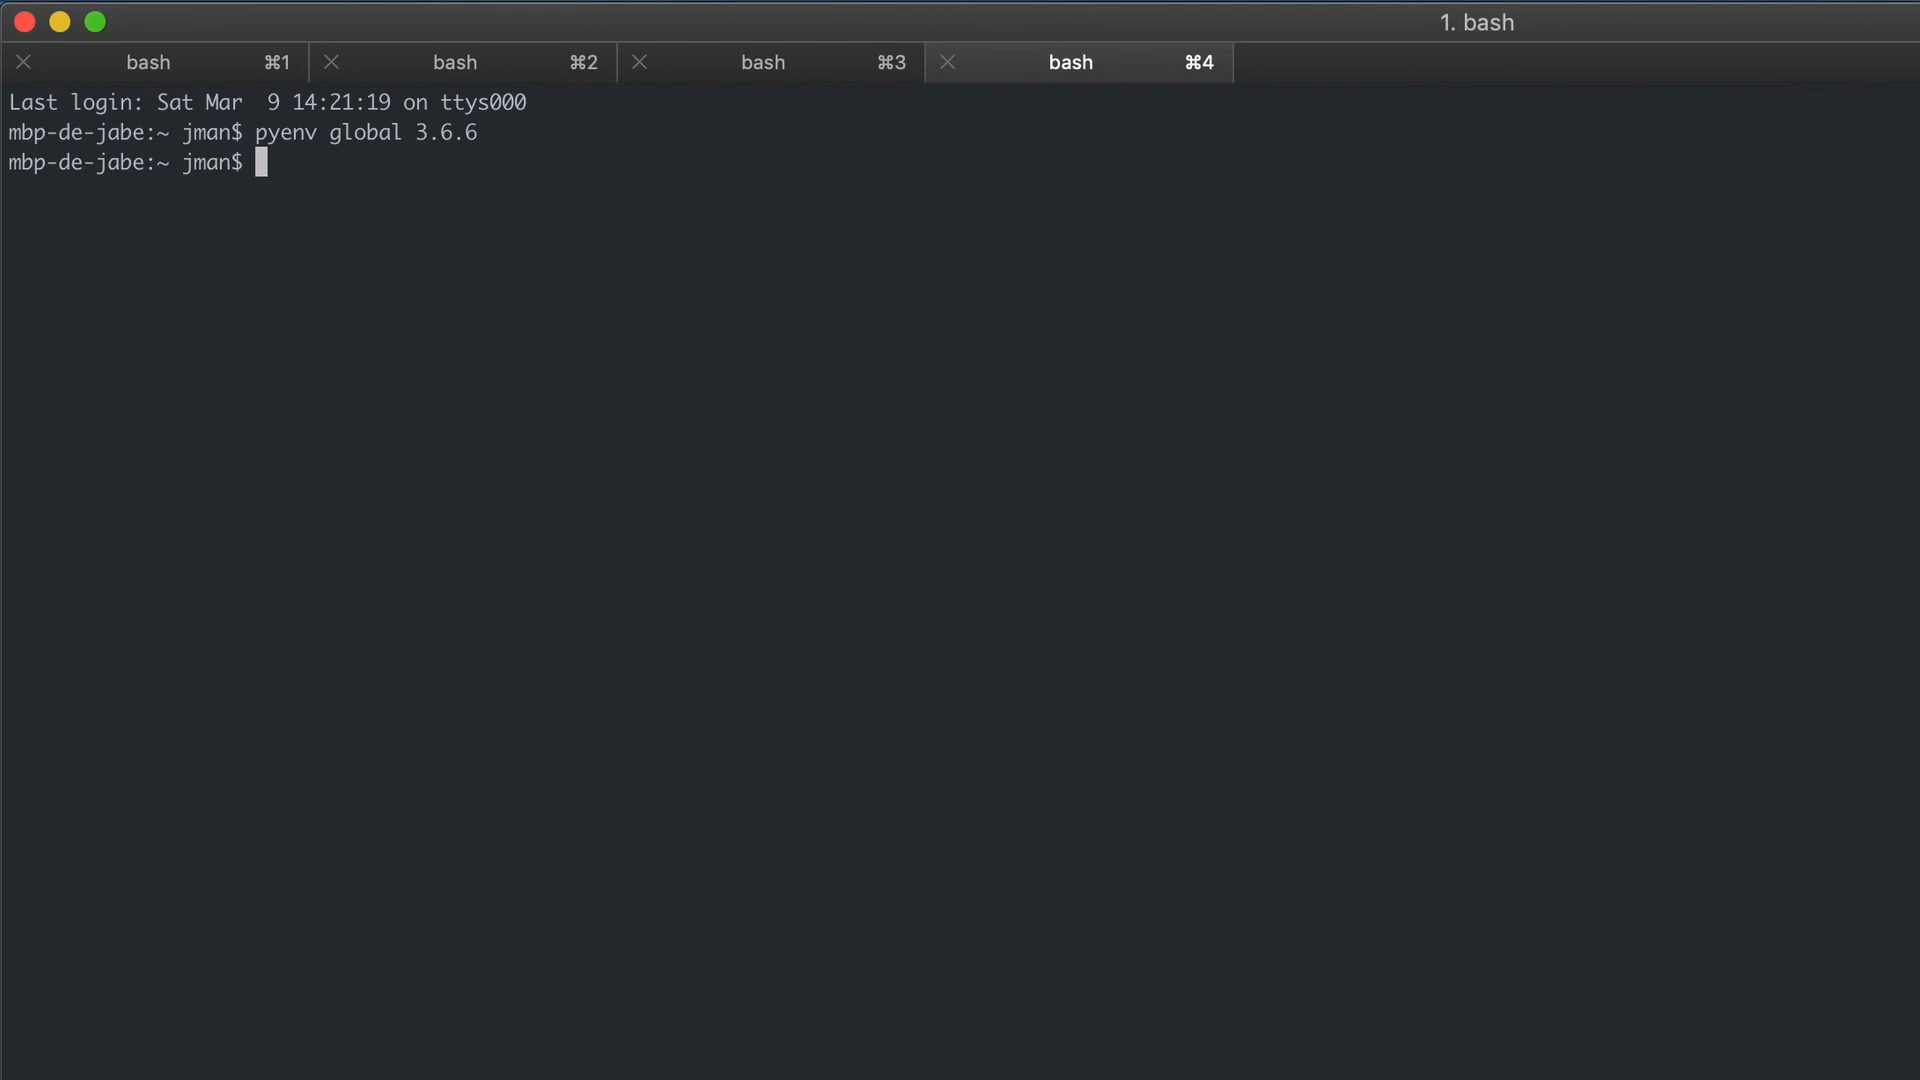 1. bash
bash ⌘1 bash ⌘2 bash ⌘3 bash ⌘4
Last login: Sat Mar  9 14:21:19 on ttys000
mbp-de-jabe:~ jman$ pyenv global 3.6.6
mbp-de-jabe:~ jman$